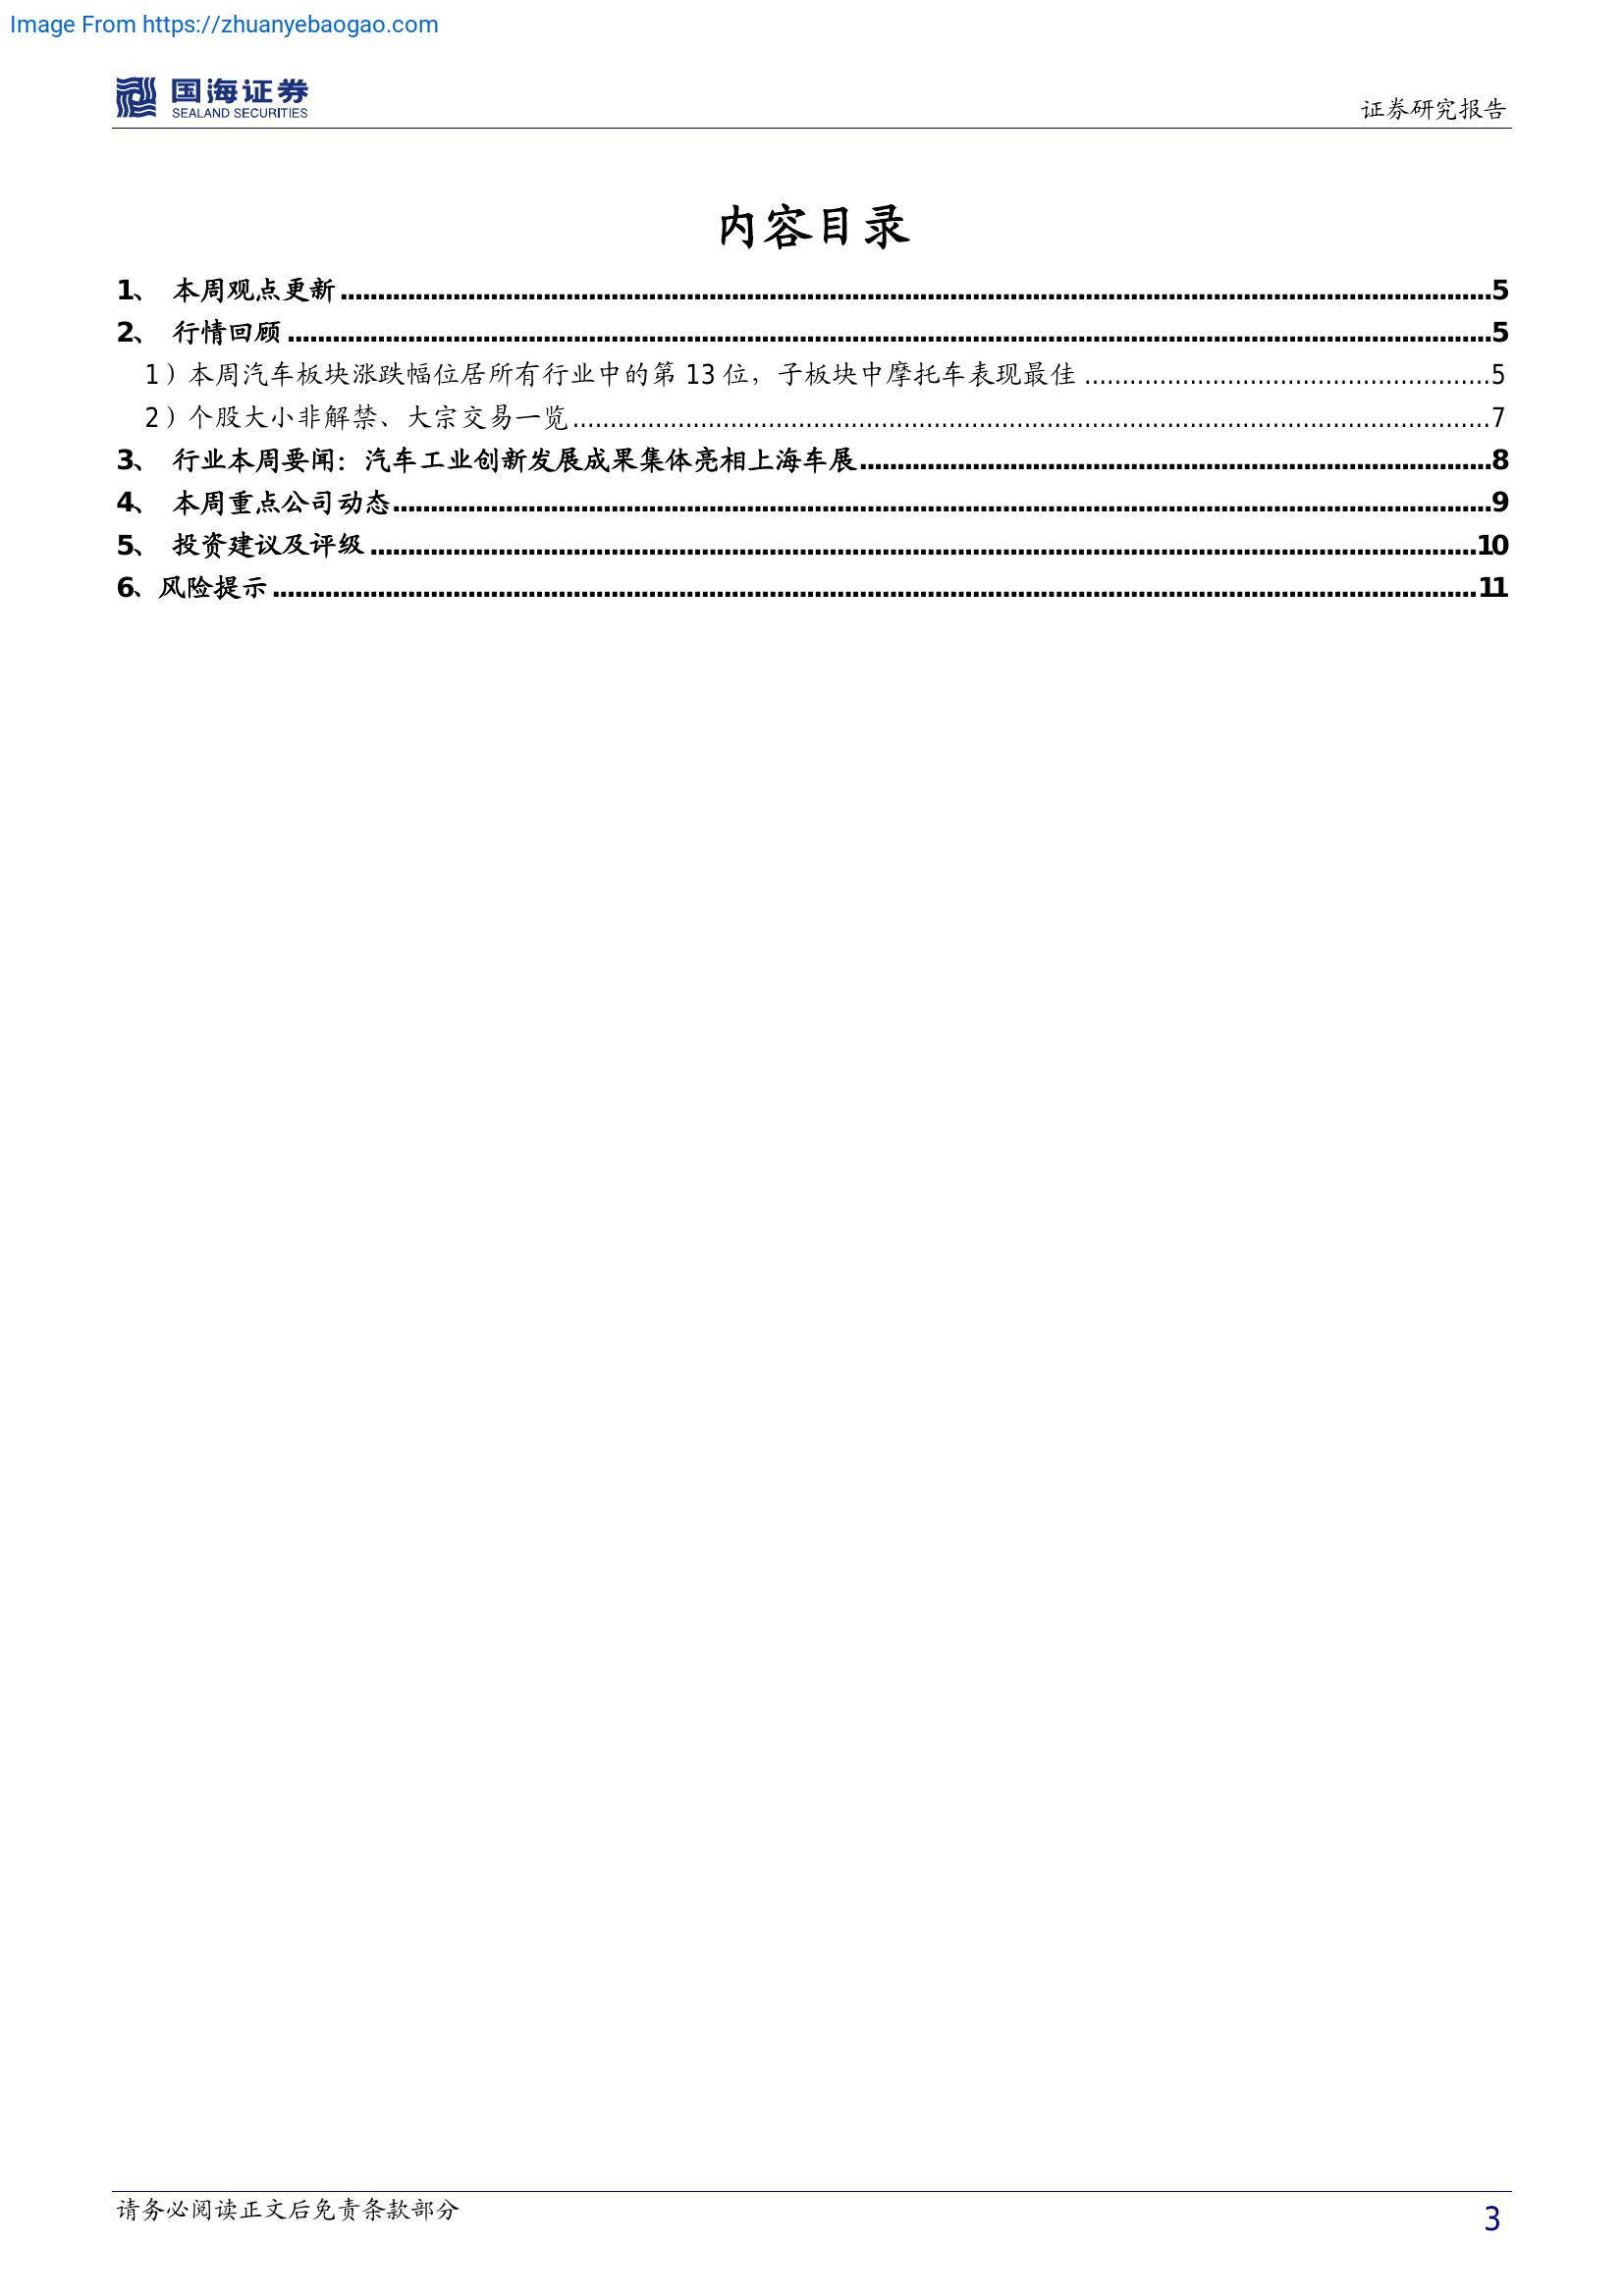 Image From https://zhuanyebaogao.com
国海证券
SEALAND SECURITIES
证券研究报告
内容目录
1、 本周观点更新...5
2、 行情回顾...5
1）本周汽车板块涨跌幅位居所有行业中的第 13 位，子板块中摩托车表现最佳...5
2）个股大小非解禁、大宗交易一览...7
3、 行业本周要闻：汽车工业创新发展成果集体亮相上海车展...8
4、 本周重点公司动态...9
5、 投资建议及评级...10
6、风险提示...11
请务必阅读正文后免责条款部分
3